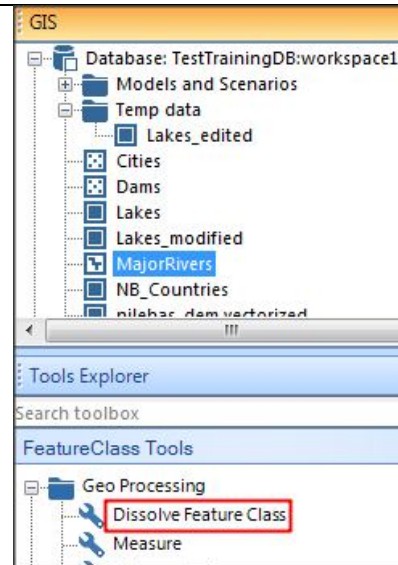 GIS
Database: TestTrainingDB:workspace1
Models and Scenarios
Temp data
Lakes_edited
Cities
Dams
Lakes
Lakes_modified
MajorRivers
NB_Countries
nilebas_dem_vectorized
Tools Explorer
Search toolbox
FeatureClass Tools
Geo Processing
Dissolve Feature Class
Measure